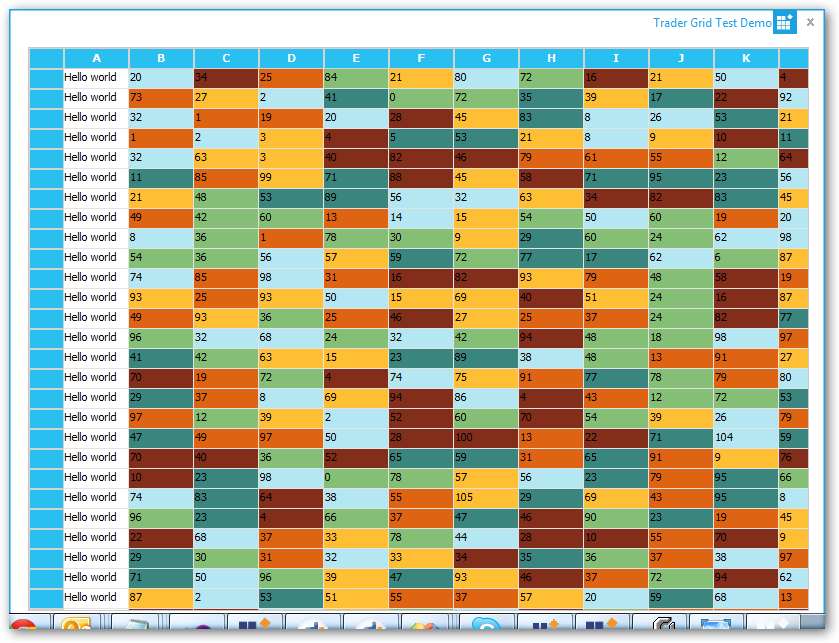 Trader Grid Test Demo
A B C D E F G H I J K
Hello world 20 34 25 84 21 80 72 16 21 50 4
Hello world 73 27 2 41 0 72 35 39 17 22 92
Hello world 32 1 19 20 28 45 83 8 26 53 21
Hello world 1 2 3 4 5 53 21 8 9 10 11
Hello world 32 63 3 40 82 46 79 61 55 12 64
Hello world 11 85 99 71 88 45 58 71 95 23 56
Hello world 21 48 53 89 56 32 63 34 82 83 45
Hello world 49 42 60 13 14 15 54 50 60 19 20
Hello world 8 36 1 78 30 9 29 60 24 62 98
Hello world 54 36 56 57 59 72 77 17 62 6 87
Hello world 74 85 98 31 16 82 93 79 48 58 19
Hello world 93 25 93 50 15 69 40 51 24 16 87
Hello world 49 93 36 25 46 27 25 37 24 82 77
Hello world 96 32 68 24 32 42 94 48 18 98 97
Hello world 41 42 63 15 23 89 38 48 13 91 27
Hello world 70 19 72 4 74 75 91 77 78 79 80
Hello world 29 37 8 69 94 86 4 43 12 72 53
Hello world 97 12 39 2 52 60 70 54 39 26 79
Hello world 47 49 97 50 28 100 13 22 71 104 59
Hello world 70 40 36 52 65 59 31 65 91 9 76
Hello world 10 23 98 0 78 57 56 23 79 95 66
Hello world 74 83 64 38 55 105 29 69 43 95 8
Hello world 96 23 4 66 37 47 46 90 23 19 45
Hello world 22 68 37 33 78 44 28 10 55 70 9
Hello world 29 30 31 32 33 34 35 36 37 38 97
Hello world 71 50 96 39 47 93 46 37 72 94 62
Hello world 87 2 53 51 55 37 57 20 59 68 13